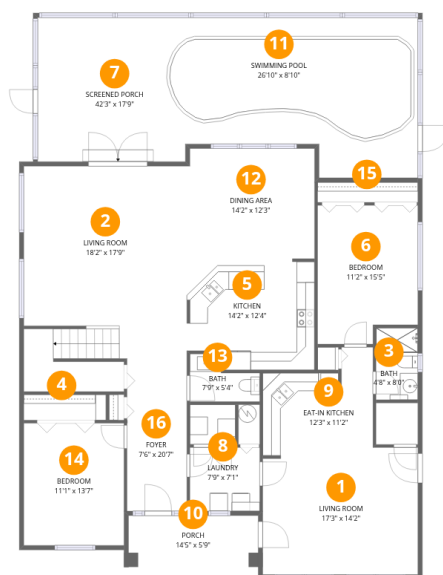 11
SWIMMING POOL
26'10" x 8'10"
7
SCREENED PORCH
42'3" x 17'9"
15
12
DINING AREA
14'2" x 12'3"
2
LIVING ROOM
18'2" x 17'9"
6
BEDROOM
11'2" x 15'5"
5
KITCHEN
14'2" x 12'4"
3
BATH
4'8" x 8'0"
13
BATH
7'9" x 5'4"
4
9
EAT-IN KITCHEN
12'3" x 11'2"
16
FOYER
7'6" x 20'7"
8
LAUNDRY
7'9" x 7'1"
14
BEDROOM
11'1" x 13'7"
1
LIVING ROOM
17'3" x 14'2"
10
PORCH
14'5" x 5'9"